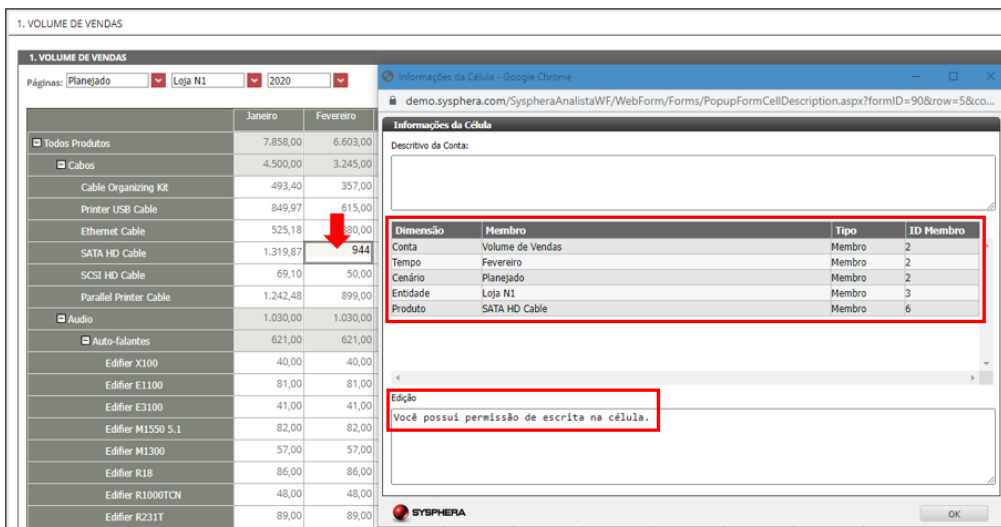 1. VOLUME DE VENDAS
1. VOLUME DE VENDAS
Páginas: Planejado Loja N1 2020
Janeiro Fevereiro
Todos Produtos 7.858,00 6.603,00
Cabos 4.500,00 3.245,00
Cable Organizing Kit 493,40 357,00
Printer USB Cable 849,97 615,00
Ethernet Cable 525,18 380,00
SATA HD Cable 1.319,87 944
SCSI HD Cable 69,10 50,00
Parallel Printer Cable 1.242,48 899,00
Audio 1.030,00 1.030,00
Auto-falantes 621,00 621,00
Edifier X100 40,00 40,00
Edifier E1100 81,00 81,00
Edifier E3100 41,00 41,00
Edifier M1550 5.1 82,00 82,00
Edifier M1300 57,00 57,00
Edifier R18 86,00 86,00
Edifier R1000TCN 48,00 48,00
Edifier R231T 89,00 89,00
Informações da Célula - Google Chrome
demo.sysphera.com/SyspheraAnalistaWF/WebForm/Forms/PopupFormCellDescription.aspx?formID=90&row=5&co...
Informações da Célula
Descritivo da Conta:
Dimensão Membro Tipo ID Membro
Conta Volume de Vendas Membro 2
Tempo Fevereiro Membro 2
Cenário Planejado Membro 2
Entidade Loja N1 Membro 3
Produto SATA HD Cable Membro 6
Edição
Você possui permissão de escrita na célula.
SYSPHERA
OK